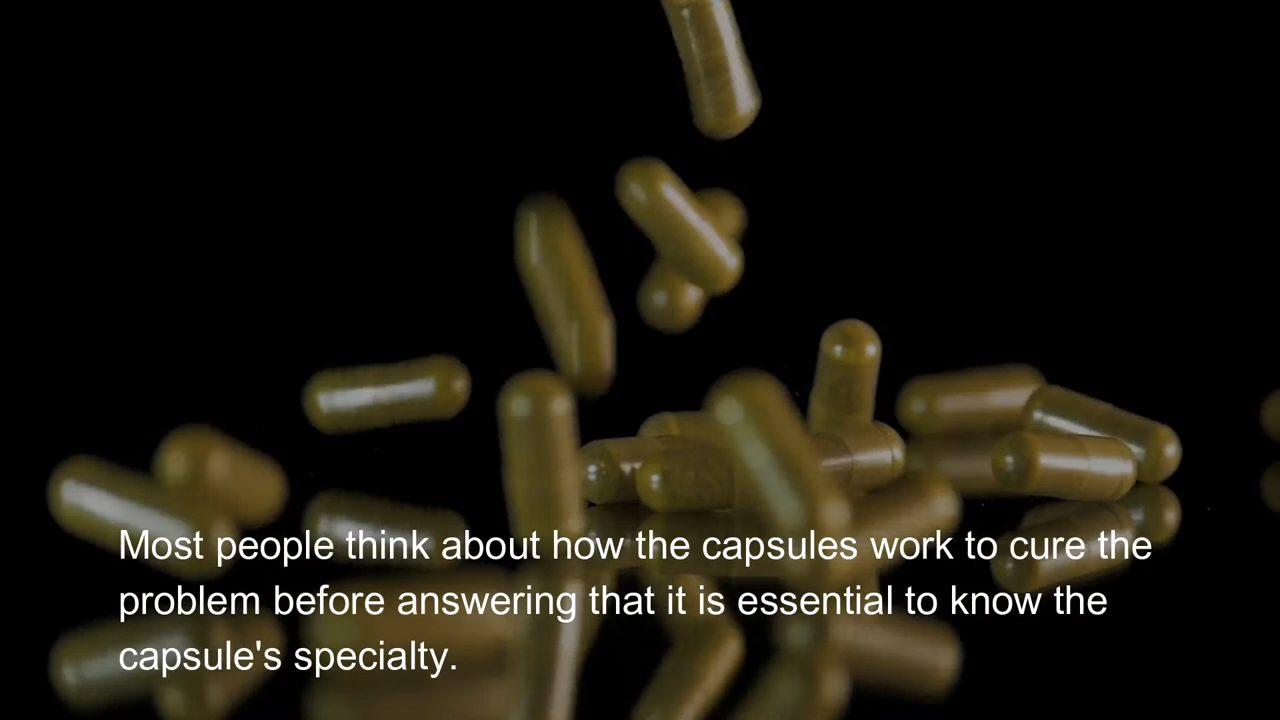 Most people think about how the capsules work to cure the
problem before answering that it is essential to know the
capsule's specialty.